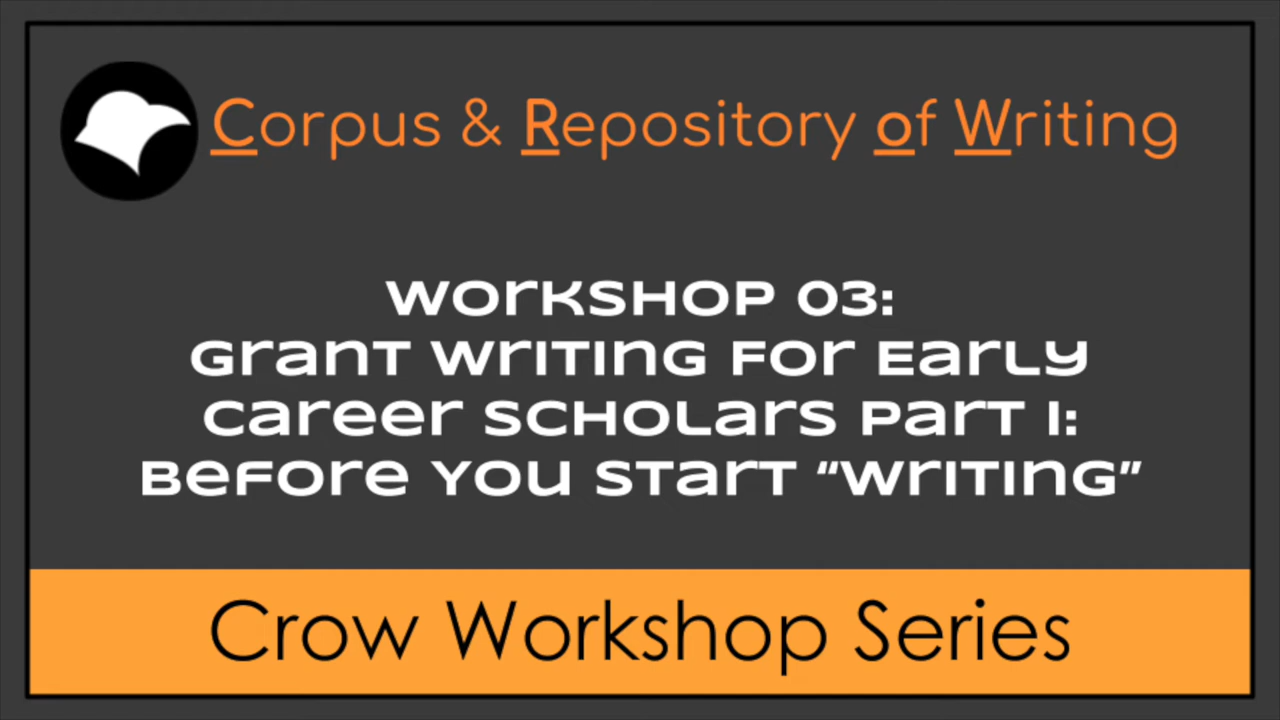 Corpus & Repository of Writing
WORKSHOP 03:
Grant Writing for Early
Career Scholars Part I:
Before You Start “Writing”
Crow Workshop Series